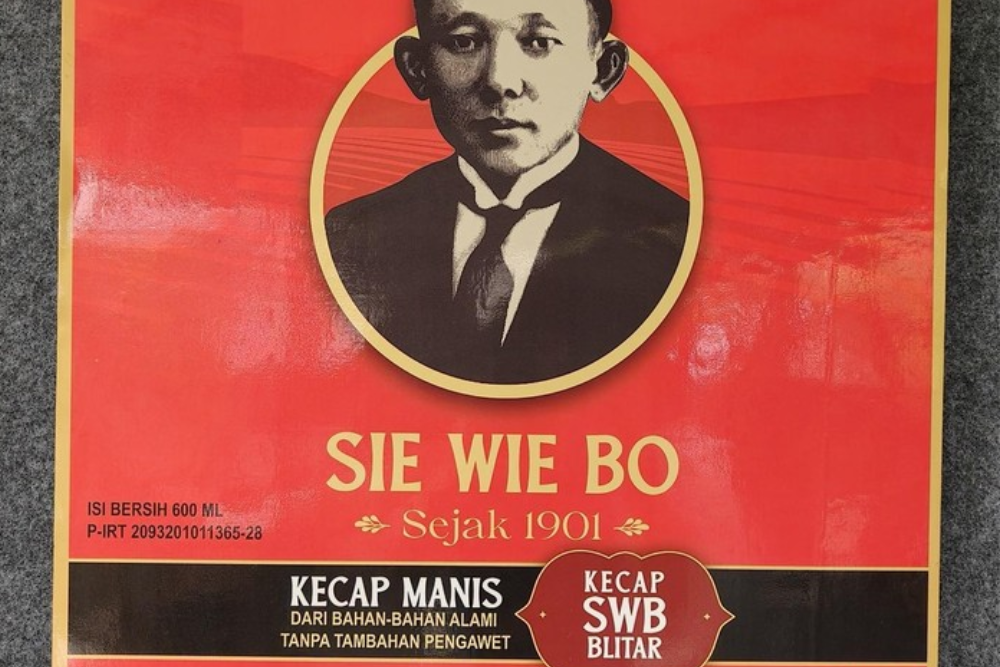 SIE WIE BO
Sejak 1901
ISI BERSIH 600 ML
P-IRT 2093201011365-28
KECAP MANIS
DARI BAHAN-BAHAN ALAMI
TANPA TAMBAHAN PENGAWET
KECAP
SWB
BLITAR